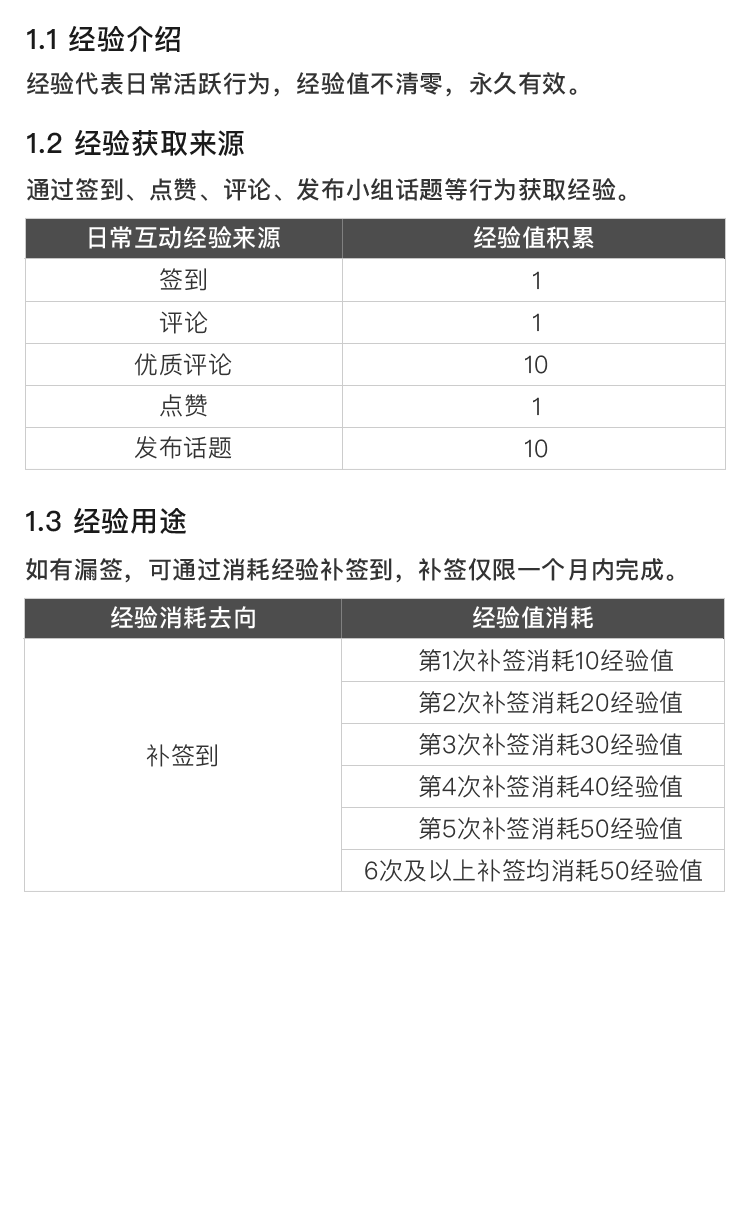 1.1 经验介绍
经验代表日常活跃行为，经验值不清零，永久有效。
1.2 经验获取来源
通过签到、点赞、评论、发布小组话题等行为获取经验。
日常互动经验来源 经验值积累
签到 1
评论 1
优质评论 10
点赞 1
发布话题 10
1.3 经验用途
如有漏签，可通过消耗经验补签到，补签仅限一个月内完成。
经验消耗去向 经验值消耗
补签到
第1次补签消耗10经验值
第2次补签消耗20经验值
第3次补签消耗30经验值
第4次补签消耗40经验值
第5次补签消耗50经验值
6次及以上补签均消耗50经验值